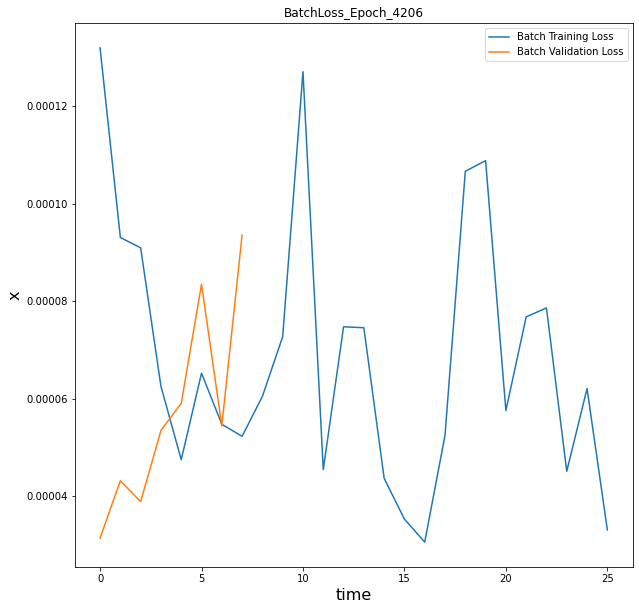 BatchLoss_Epoch_4206
Batch Training Loss
Batch Validation Loss
0.00012
0.00010
0.00008
0.00006
0.00004
x
0 5 10 15 20 25
time